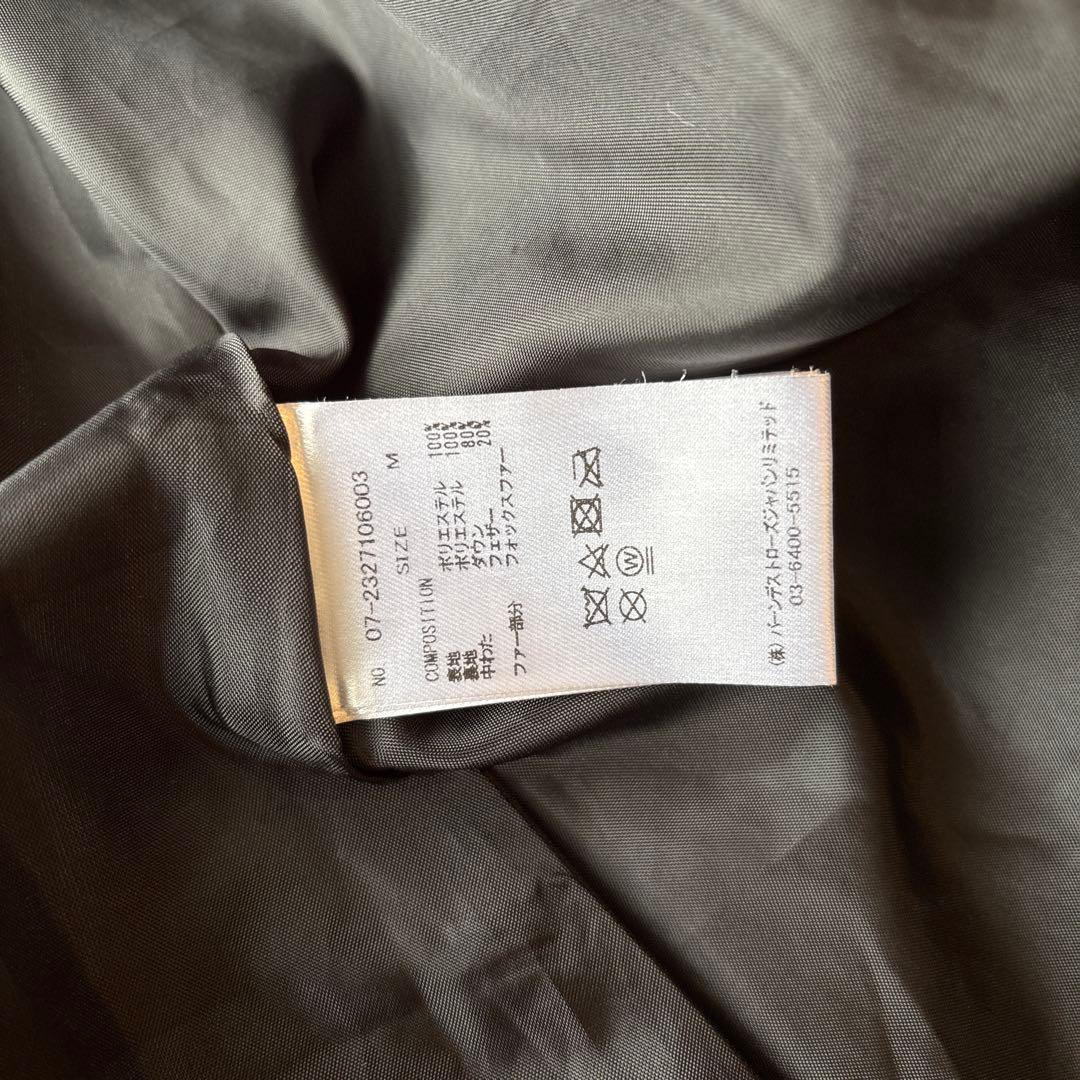 NO 07-2327106003
SIZE M
COMPOSITION
表地 ポリエステル 100%
裏地 ポリエステル 100%
中わた ダウン 80%
フェザー 20%
ファー部分 フォックスファー
W
(株)バーンデストローズジャパンリミテッド
03-6400-5515